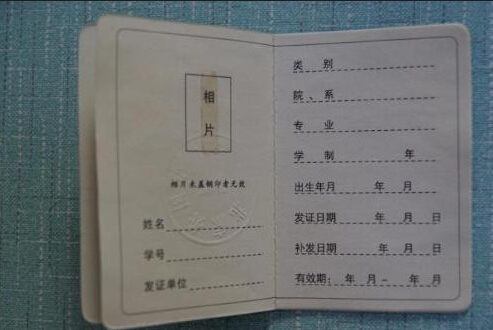 相
片
相片未盖钢印者无效
姓名
学号
发证单位
类 别
院、系
专 业
学 制 年
出生年月 年 月
发证日期 年 月 日
补发日期 年 月 日
有效期: 年 月 - 年 月